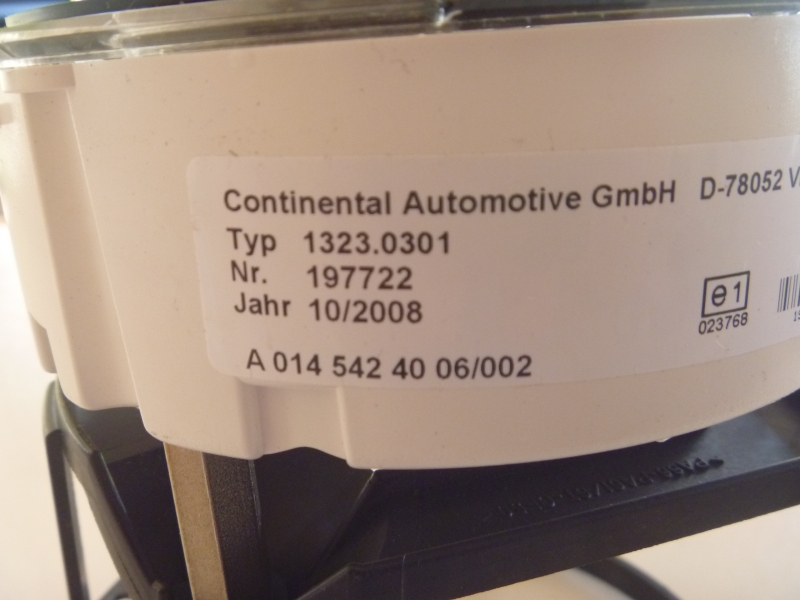 Continental Automotive GmbH D-78052 V
Typ 1323.0301
Nr. 197722
Jahr 10/2008
e1
023768
15
A 014 542 40 06/002